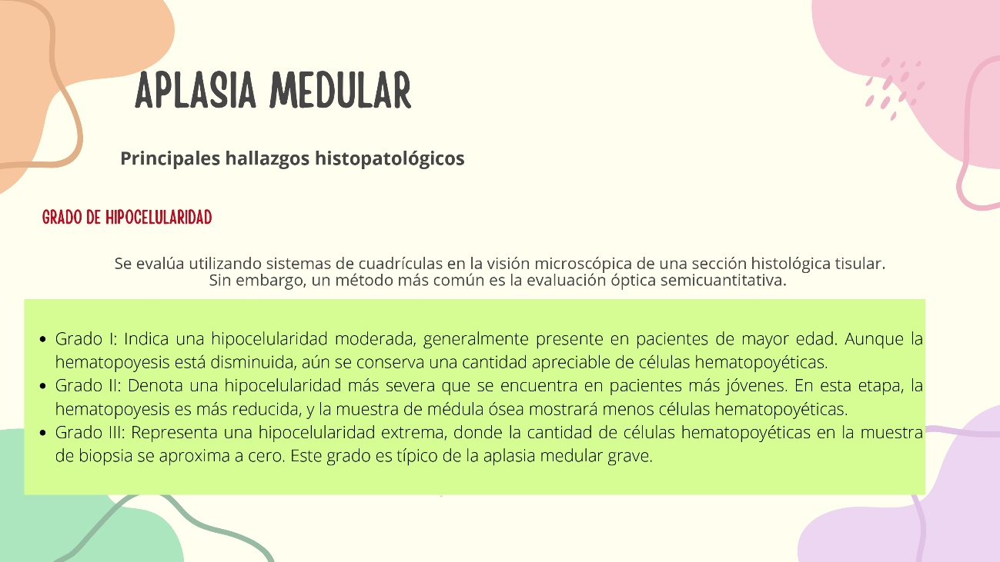 APLASIA MEDULAR
Principales hallazgos histopatológicos
GRADO DE HIPOCELULARIDAD
Se evalúa utilizando sistemas de cuadrículas en la visión microscópica de una sección histológica tisular.
Sin embargo, un método más común es la evaluación óptica semicuantitativa.
• Grado I: Indica una hipocelularidad moderada, generalmente presente en pacientes de mayor edad. Aunque la
hematopoyesis está disminuida, aún se conserva una cantidad apreciable de células hematopoyéticas.
• Grado II: Denota una hipocelularidad más severa que se encuentra en pacientes más jóvenes. En esta etapa, la
hematopoyesis es más reducida, y la muestra de médula ósea mostrará menos células hematopoyéticas.
• Grado III: Representa una hipocelularidad extrema, donde la cantidad de células hematopoyéticas en la muestra
de biopsia se aproxima a cero. Este grado es típico de la aplasia medular grave.